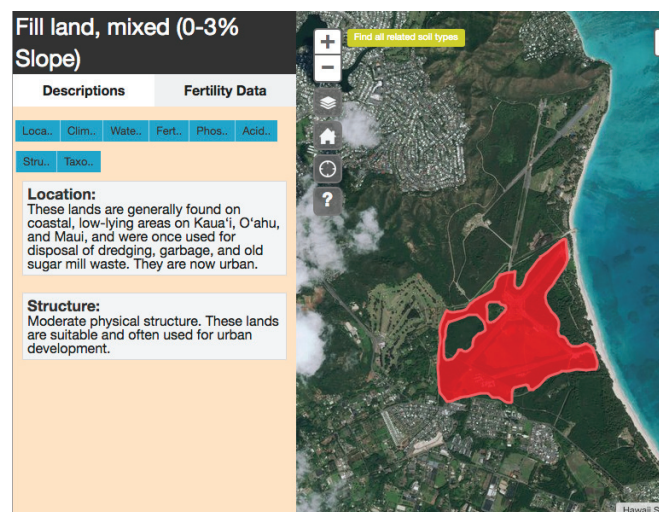 Fill land, mixed (0-3%
Slope)
Descriptions
Fertility Data
Loca..
Clim..
Wate..
Fert..
Phos..
Acid..
Stru..
Taxo..
Location:
These lands are generally found on
coastal, low-lying areas on Kauaʻi, Oʻahu,
and Maui, and were once used for
disposal of dredging, garbage, and old
sugar mill waste. They are now urban.
Structure:
Moderate physical structure. These lands
are suitable and often used for urban
development.
+
Find all related soil types
−
?
Hawaii S